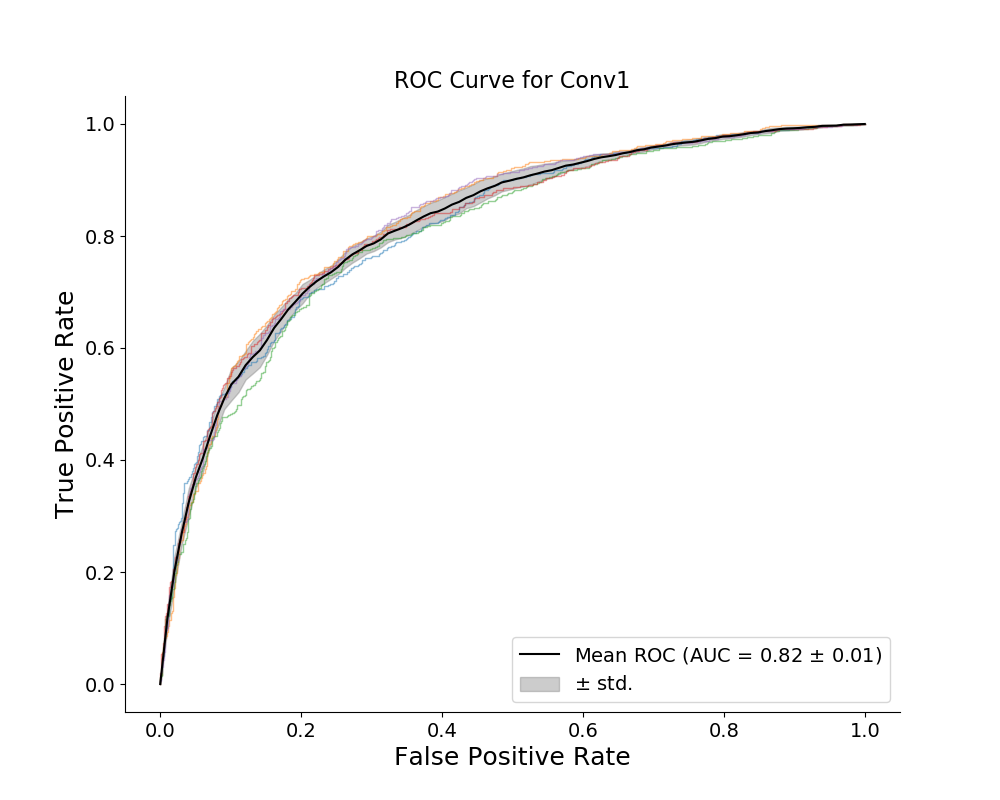 ROC Curve for Conv1
True Positive Rate
1.0
0.8
0.6
0.4
0.2
0.0
Mean ROC (AUC = 0.82 ± 0.01)
± std.
0.0 0.2 0.4 0.6 0.8 1.0
False Positive Rate